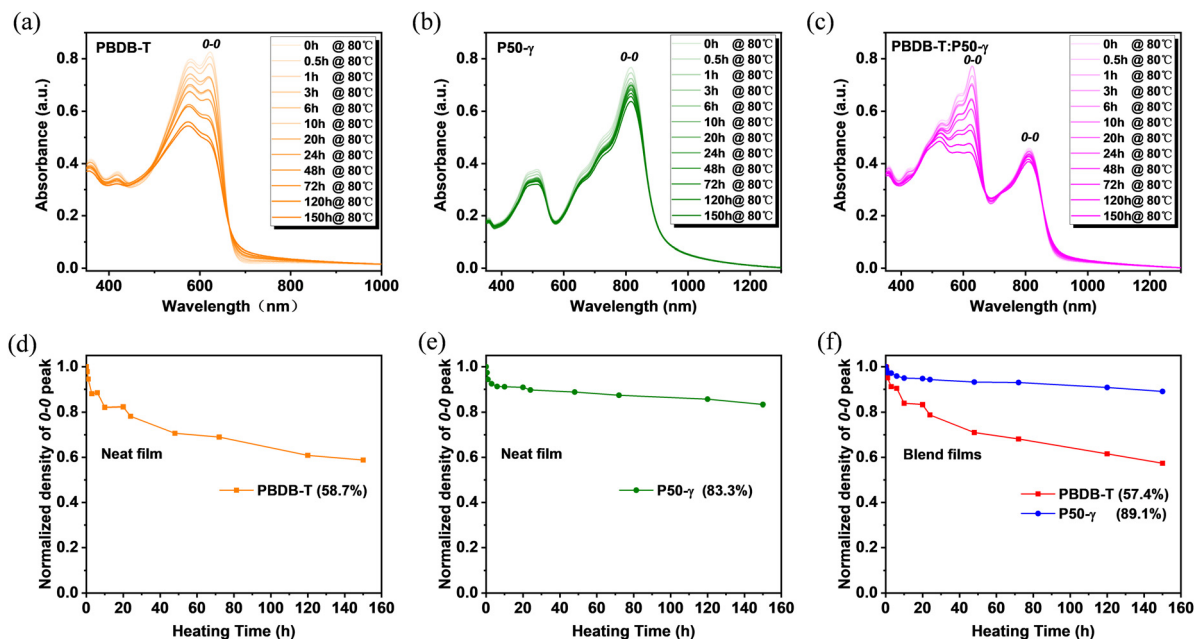 (a)
PBDB-T
0-0
0h @ 80℃
0.5h @ 80℃
1h @ 80℃
3h @ 80℃
6h @ 80℃
10h @ 80℃
20h @ 80℃
24h @ 80℃
48h @ 80℃
72h @ 80℃
120h @ 80℃
150h @ 80℃
Absorbance (a.u.)
0.8
0.6
0.4
0.2
0.0
400 500 600 700 800 900 1000
Wavelength（nm）
(b)
P50-γ
0-0
0h @ 80℃
0.5h @ 80℃
1h @ 80℃
3h @ 80℃
6h @ 80℃
10h @ 80℃
20h @ 80℃
24h @ 80℃
48h @ 80℃
72h @ 80℃
120h @ 80℃
150h @ 80℃
Absorbance (a.u.)
0.8
0.6
0.4
0.2
0.0
400 600 800 1000 1200
Wavelength (nm)
(c)
PBDB-T:P50-γ
0-0
0-0
0h @ 80℃
0.5h @ 80℃
1h @ 80℃
3h @ 80℃
6h @ 80℃
10h @ 80℃
20h @ 80℃
24h @ 80℃
48h @ 80℃
72h @ 80℃
120h @ 80℃
150h @ 80℃
Absorbance (a.u.)
0.8
0.6
0.4
0.2
0.0
400 600 800 1000 1200
Wavelength (nm)
(d)
Normalized density of 0-0 peak
1.0
0.8
0.6
0.4
0.2
0.0
Neat film
PBDB-T (58.7%)
0 20 40 60 80 100 120 140 160
Heating Time (h)
(e)
Normalized density of 0-0 peak
1.0
0.8
0.6
0.4
0.2
0.0
Neat film
P50-γ (83.3%)
0 20 40 60 80 100 120 140 160
Heating Time (h)
(f)
Normalized density of 0-0 peak
1.0
0.8
0.6
0.4
0.2
0.0
Blend films
PBDB-T (57.4%)
P50-γ (89.1%)
0 20 40 60 80 100 120 140 160
Heating Time (h)